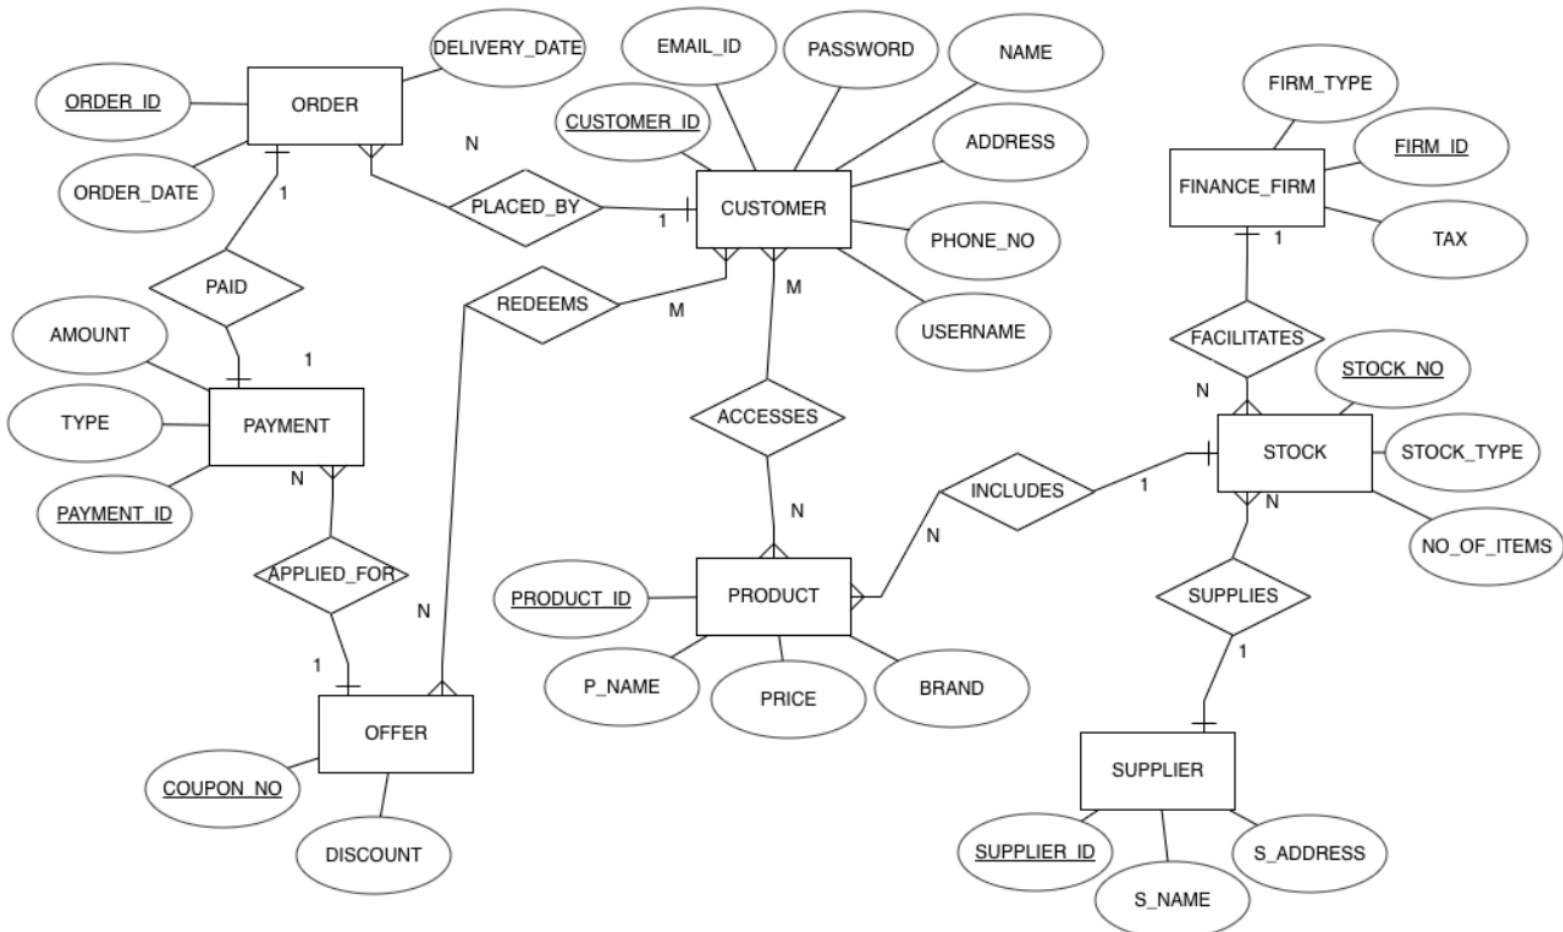 DELIVERY_DATE
EMAIL_ID
PASSWORD
NAME
ORDER_ID
ORDER
FIRM_TYPE
CUSTOMER_ID
ADDRESS
N
FIRM_ID
ORDER_DATE
1
PLACED_BY
1
CUSTOMER
FINANCE_FIRM
PHONE_NO
1
TAX
PAID
REDEEMS
M
M
USERNAME
FACILITATES
AMOUNT
1
STOCK_NO
N
TYPE
PAYMENT
ACCESSES
STOCK
STOCK_TYPE
N
INCLUDES
1
N
PAYMENT_ID
N
N
NO_OF_ITEMS
APPLIED_FOR
N
PRODUCT_ID
PRODUCT
SUPPLIES
1
1
P_NAME
PRICE
BRAND
OFFER
SUPPLIER
COUPON_NO
DISCOUNT
SUPPLIER_ID
S_ADDRESS
S_NAME